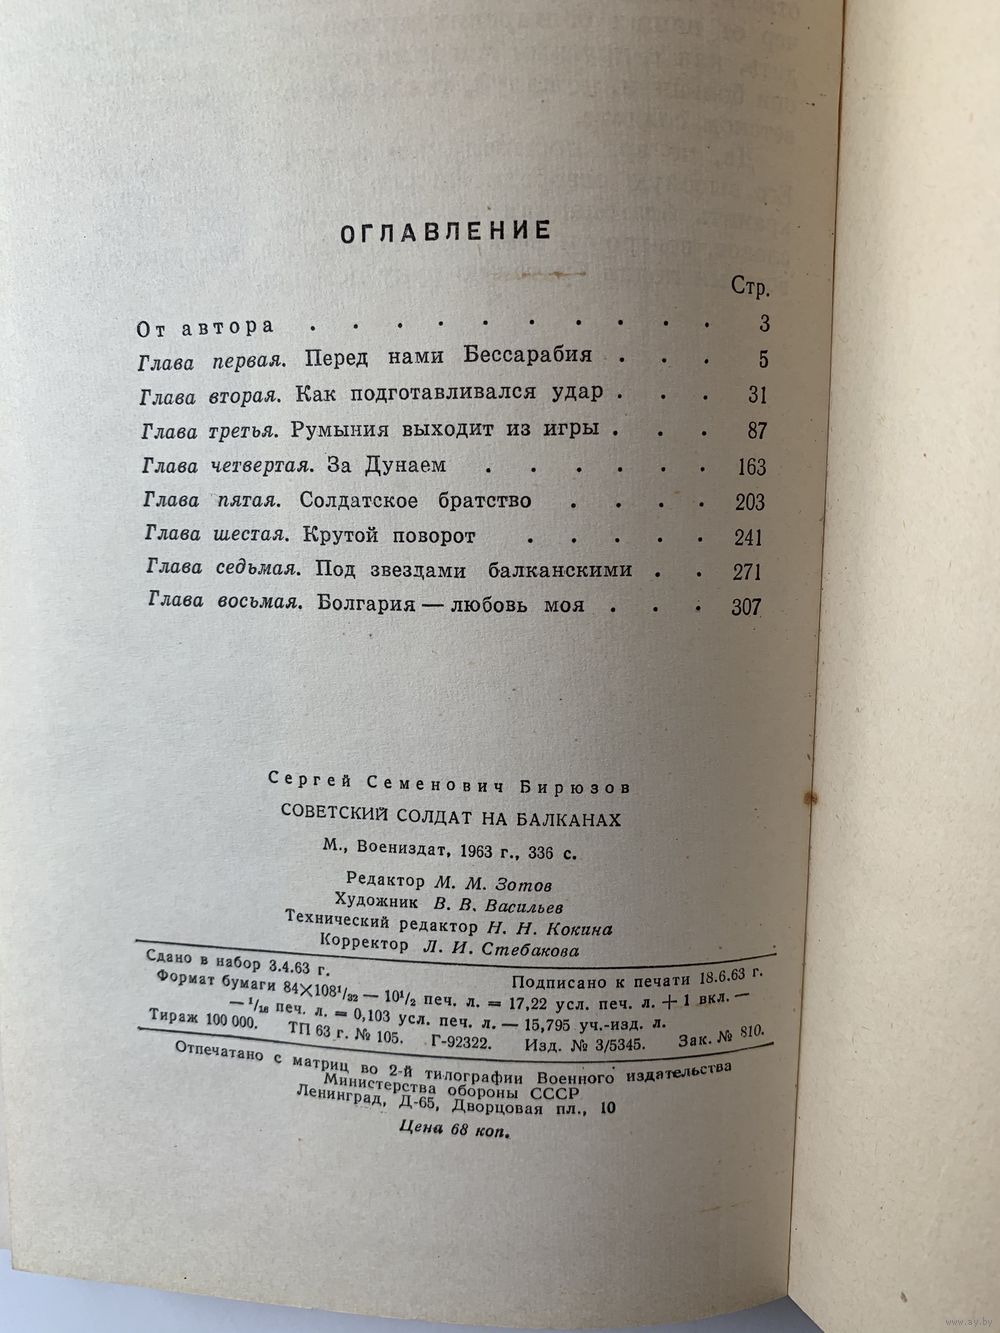 ОГЛАВЛЕНИЕ
Стр.
От автора . . . . . . . . . . 3
Глава первая. Перед нами Бессарабия . . . 5
Глава вторая. Как подготавливался удар . . . 31
Глава третья. Румыния выходит из игры . . . 87
Глава четвертая. За Дунаем . . . . . . 163
Глава пятая. Солдатское братство . . . . 203
Глава шестая. Крутой поворот . . . . . 241
Глава седьмая. Под звездами балканскими . . 271
Глава восьмая. Болгария — любовь моя . . . 307
Сергей Семенович Бирюзов
СОВЕТСКИЙ СОЛДАТ НА БАЛКАНАХ
М., Воениздат, 1963 г., 336 с.
Редактор М. М. Зотов
Художник В. В. Васильев
Технический редактор Н. Н. Кокина
Корректор Л. И. Стебакова
Сдано в набор 3.4.63 г. Подписано к печати 18.6.63 г.
Формат бумаги 84×108¹/₃₂ — 10¹/₂ печ. л. = 17,22 усл. печ. л. + 1 вкл. —
— ¹/₁₆ печ. л. = 0,103 усл. печ. л. — 15,795 уч.-изд. л.
Тираж 100 000. ТП 63 г. № 105. Г-92322. Изд. № 3/5345. Зак. № 810.
Отпечатано с матриц во 2-й типографии Военного издательства
Министерства обороны СССР
Ленинград, Д-65, Дворцовая пл., 10
Цена 68 коп.
www.ay.by